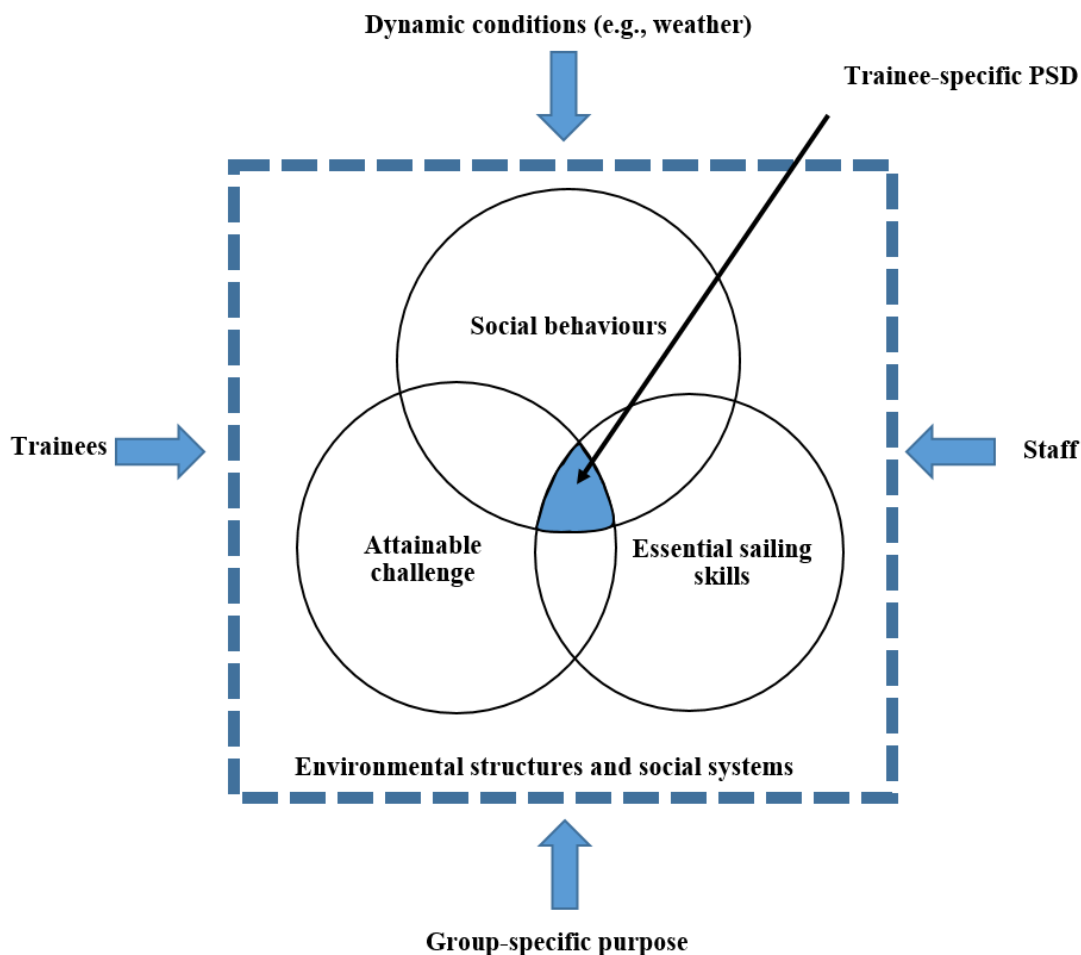 Dynamic conditions (e.g., weather)
Trainee-specific PSD
Social behaviours
Trainees
Staff
Attainable
challenge
Essential sailing
skills
Environmental structures and social systems
Group-specific purpose